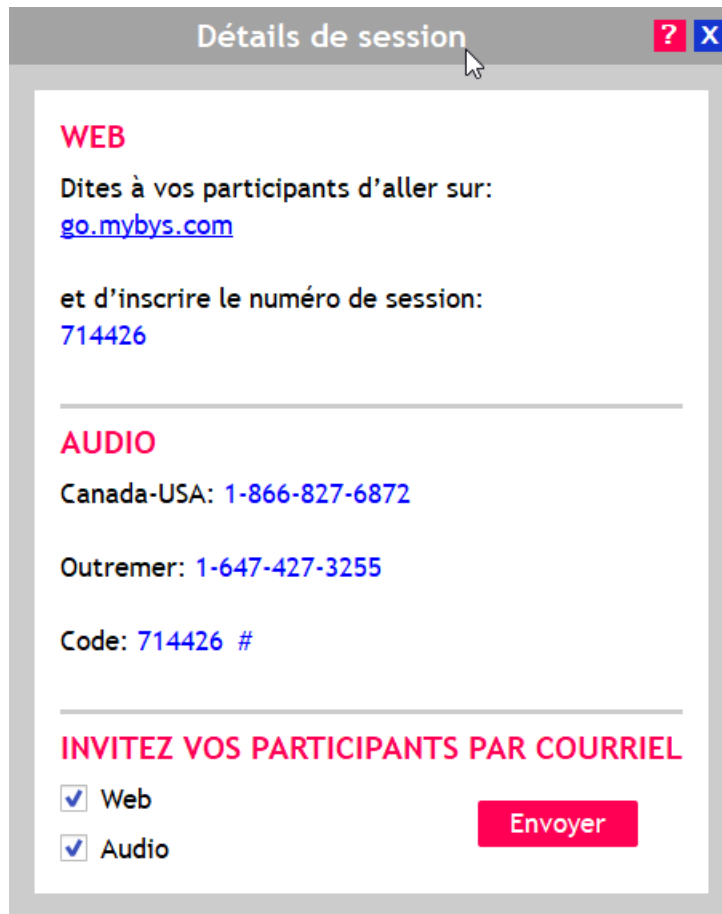 Détails de session
? X
WEB
Dites à vos participants d’aller sur:
go.mybys.com
et d’inscrire le numéro de session:
714426
AUDIO
Canada-USA: 1-866-827-6872
Outremer: 1-647-427-3255
Code: 714426 #
INVITEZ VOS PARTICIPANTS PAR COURRIEL
Web
Envoyer
Audio